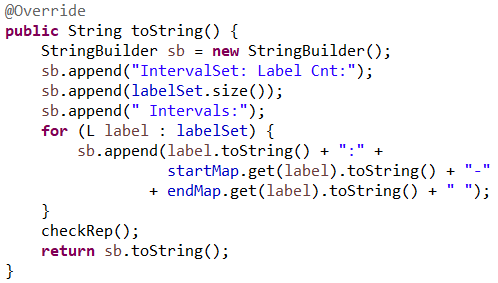 @Override
public String toString() {
    StringBuilder sb = new StringBuilder();
    sb.append("IntervalSet: Label Cnt:");
    sb.append(labelSet.size());
    sb.append(" Intervals:");
    for (L label : labelSet) {
        sb.append(label.toString() + ":" +
                  startMap.get(label).toString() + "-"
                + endMap.get(label).toString() + " ");
    }
    checkRep();
    return sb.toString();
}